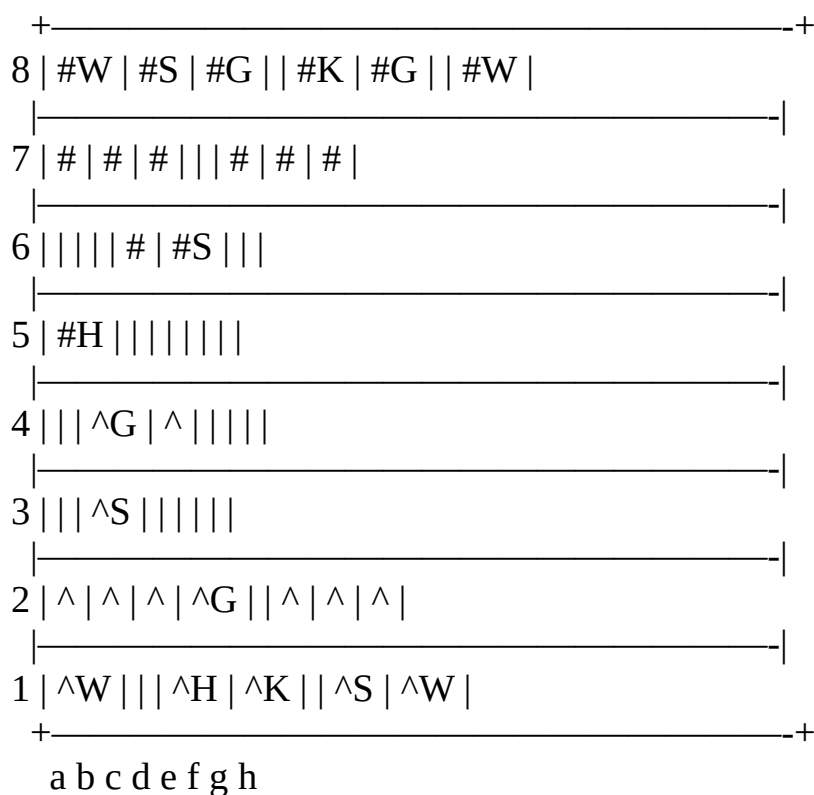 +———————————————————-+
8 | #W | #S | #G | | #K | #G | | #W |
|———————————————————-|
7 | # | # | # | | | # | # | # |
|———————————————————-|
6 | | | | | # | #S | | |
|———————————————————-|
5 | #H | | | | | | | |
|———————————————————-|
4 | | | ^G | ^ | | | | |
|———————————————————-|
3 | | | ^S | | | | | |
|———————————————————-|
2 | ^ | ^ | ^ | ^G | | ^ | ^ | ^ |
|———————————————————-|
1 | ^W | | | ^H | ^K | | ^S | ^W |
+———————————————————-+
a b c d e f g h